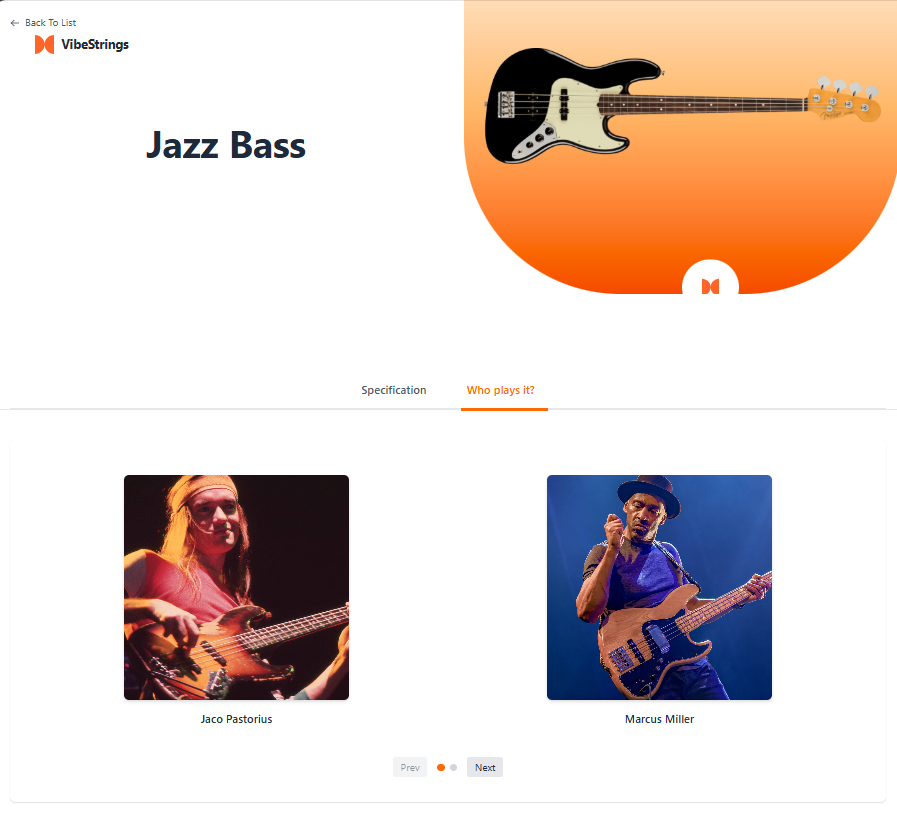 Back To List
VibeStrings
Jazz Bass
Specification
Who plays it?
Jaco Pastorius
Marcus Miller
Prev
Next